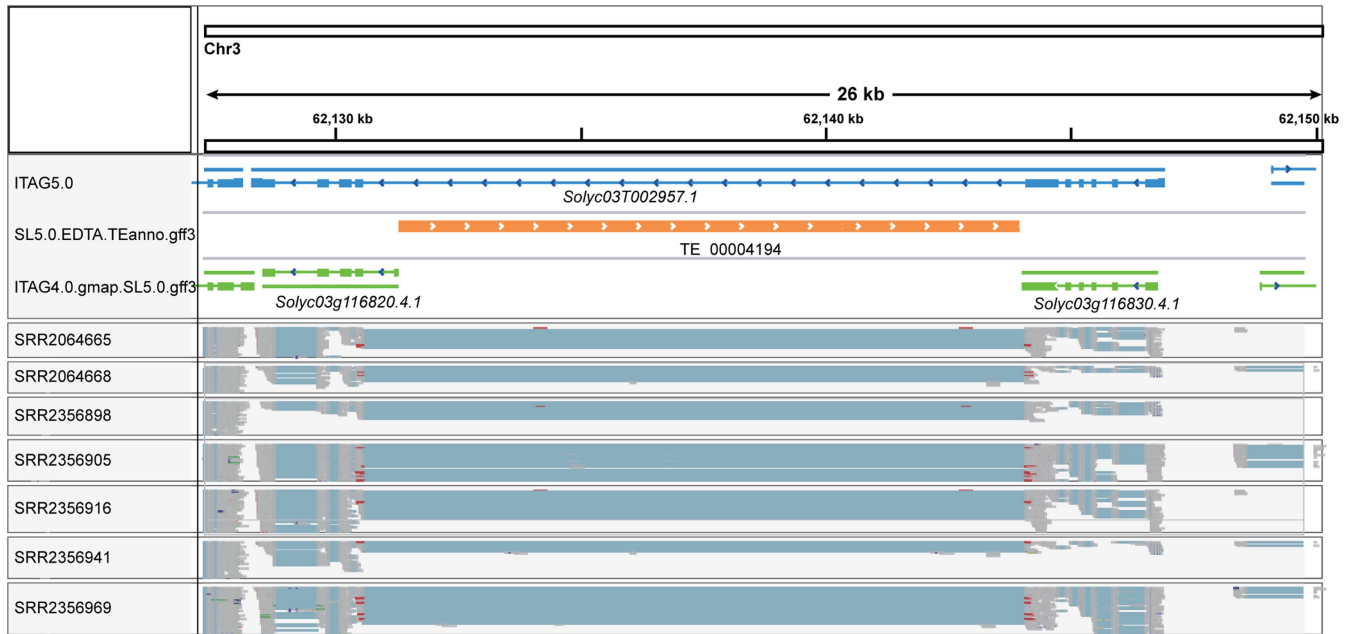 Chr3
26 kb
62,130 kb 62,140 kb 62,150 kb
ITAG5.0
Solyc03T002957.1
SL5.0.EDTA.TEanno.gff3
TE_00004194
ITAG4.0.gmap.SL5.0.gff3
Solyc03g116820.4.1 Solyc03g116830.4.1
SRR2064665
SRR2064668
SRR2356898
SRR2356905
SRR2356916
SRR2356941
SRR2356969